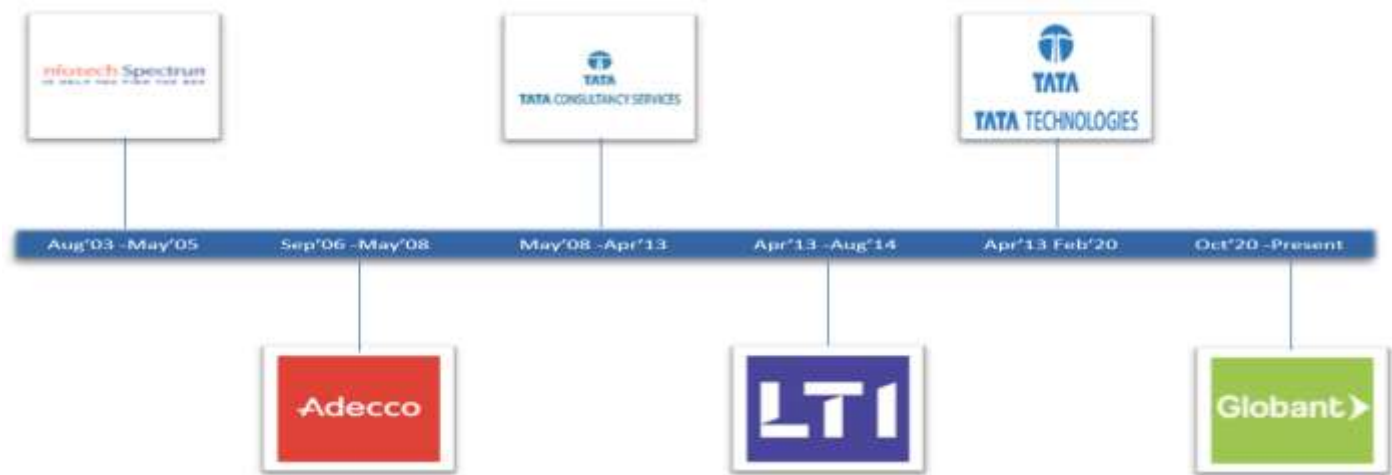 nfotech Spectrum
TATA
TATA CONSULTANCY SERVICES
TATA
TATA TECHNOLOGIES
Aug'03 -May'05
Sep'06 -May'08
May'08 -Apr'13
Apr'13 -Aug'14
Apr'13 Feb'20
Oct'20 -Present
Adecco
LTI
Globant